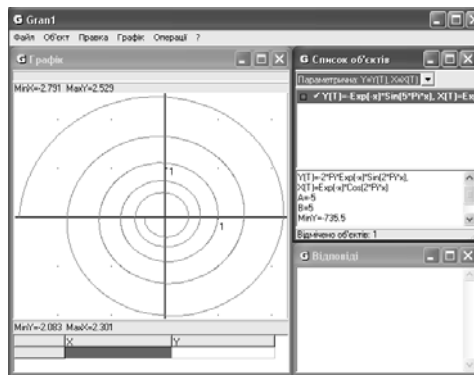 Gran1
Файл Об'єкт Правка Графік Операції ?
Графік
MinX=-2.791 MaxY=2.529
1
1
MinY=-2.083 MaxX=2.301
X Y
Список об'єктів
Параметрична: Y=Y(T), X=X(T)
Y(T)=-Exp(-x)*Sin(5*Pi*x), X(T)=Ex
Y(T)=-2*Pi*Exp(-x)*Sin(2*Pi*x),
X(T)=Exp(-x)*Cos(2*Pi*x)
A=-5
B=5
MinY=-735.5
Відмічено об'єктів: 1
Відповіді